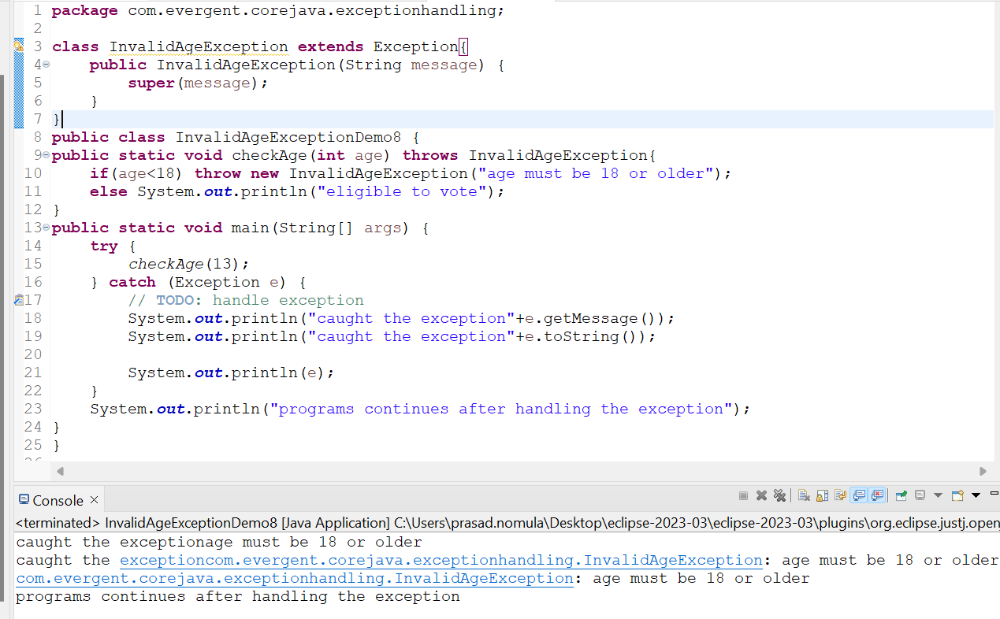 1 package com.evergent.corejava.exceptionhandling;
2
3 class InvalidAgeException extends Exception{
4 public InvalidAgeException(String message) {
5 super(message);
6 }
7 }
8 public class InvalidAgeExceptionDemo8 {
9 public static void checkAge(int age) throws InvalidAgeException{
10 if(age<18) throw new InvalidAgeException("age must be 18 or older");
11 else System.out.println("eligible to vote");
12 }
13 public static void main(String[] args) {
14 try {
15 checkAge(13);
16 } catch (Exception e) {
17 // TODO: handle exception
18 System.out.println("caught the exception"+e.getMessage());
19 System.out.println("caught the exception"+e.toString());
20
21 System.out.println(e);
22 }
23 System.out.println("programs continues after handling the exception");
24 }
25 }
Console
<terminated> InvalidAgeExceptionDemo8 [Java Application] C:\Users\prasad.nomula\Desktop\eclipse-2023-03\eclipse-2023-03\plugins\org.eclipse.justj.open
caught the exceptionage must be 18 or older
caught the exceptioncom.evergent.corejava.exceptionhandling.InvalidAgeException: age must be 18 or older
com.evergent.corejava.exceptionhandling.InvalidAgeException: age must be 18 or older
programs continues after handling the exception